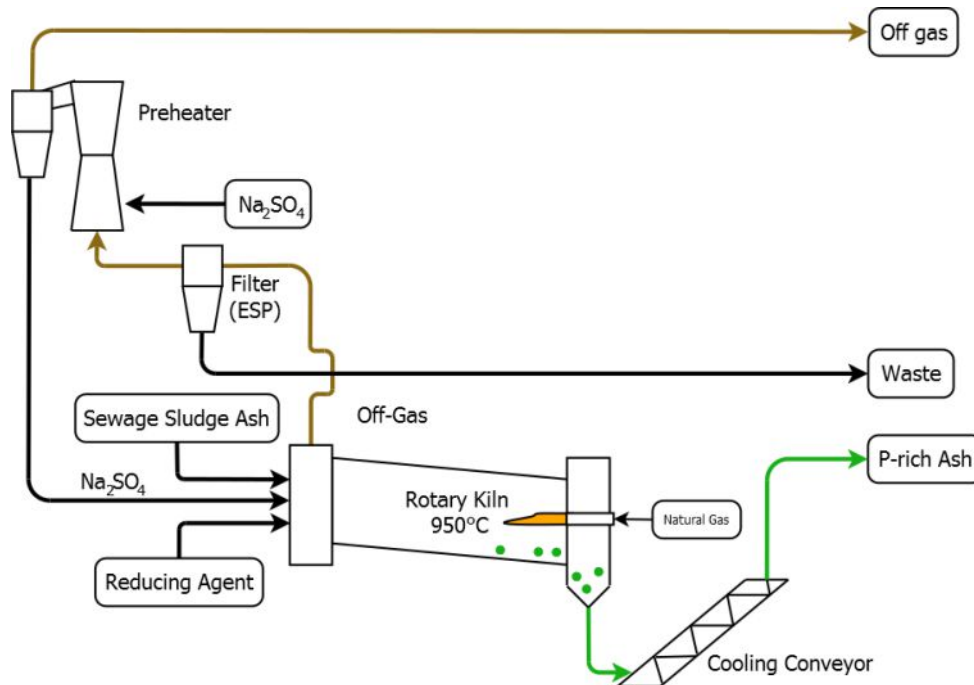 Off gas
Preheater
Na₂SO₄
Filter
(ESP)
Waste
Sewage Sludge Ash
Off-Gas
P-rich Ash
Na₂SO₄
Rotary Kiln
950°C
Natural Gas
Reducing Agent
Cooling Conveyor